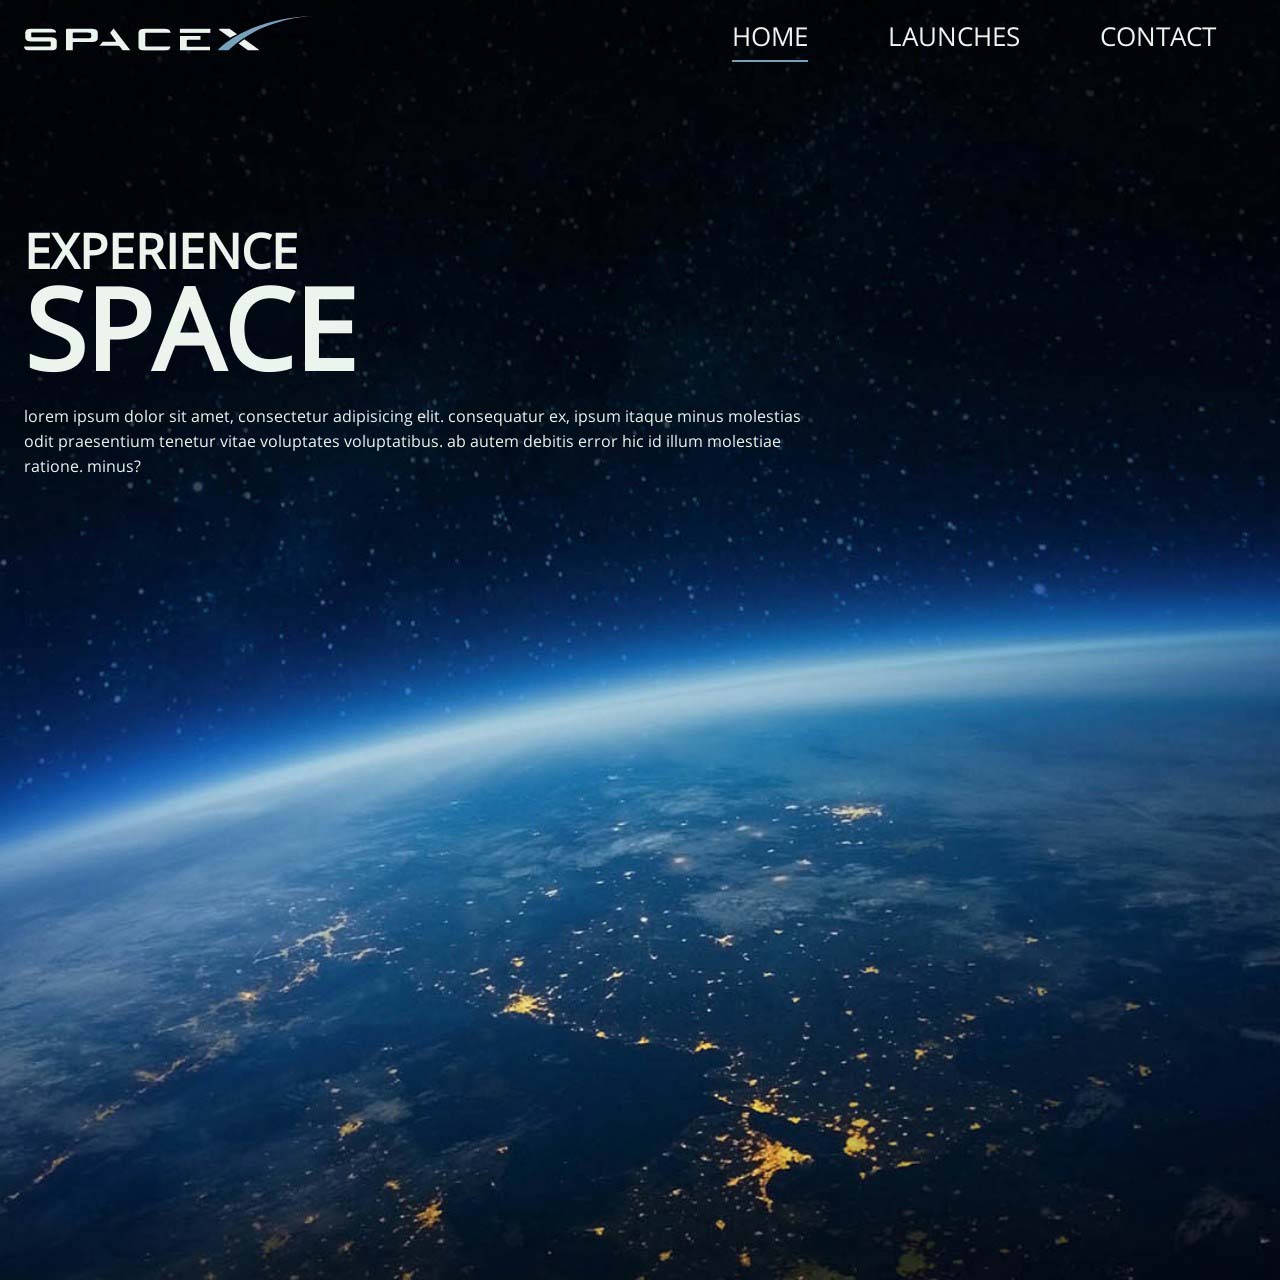 SPACEX
HOME LAUNCHES CONTACT
EXPERIENCE
SPACE
lorem ipsum dolor sit amet, consectetur adipisicing elit. consequatur ex, ipsum itaque minus molestias
odit praesentium tenetur vitae voluptates voluptatibus. ab autem debitis error hic id illum molestiae
ratione. minus?